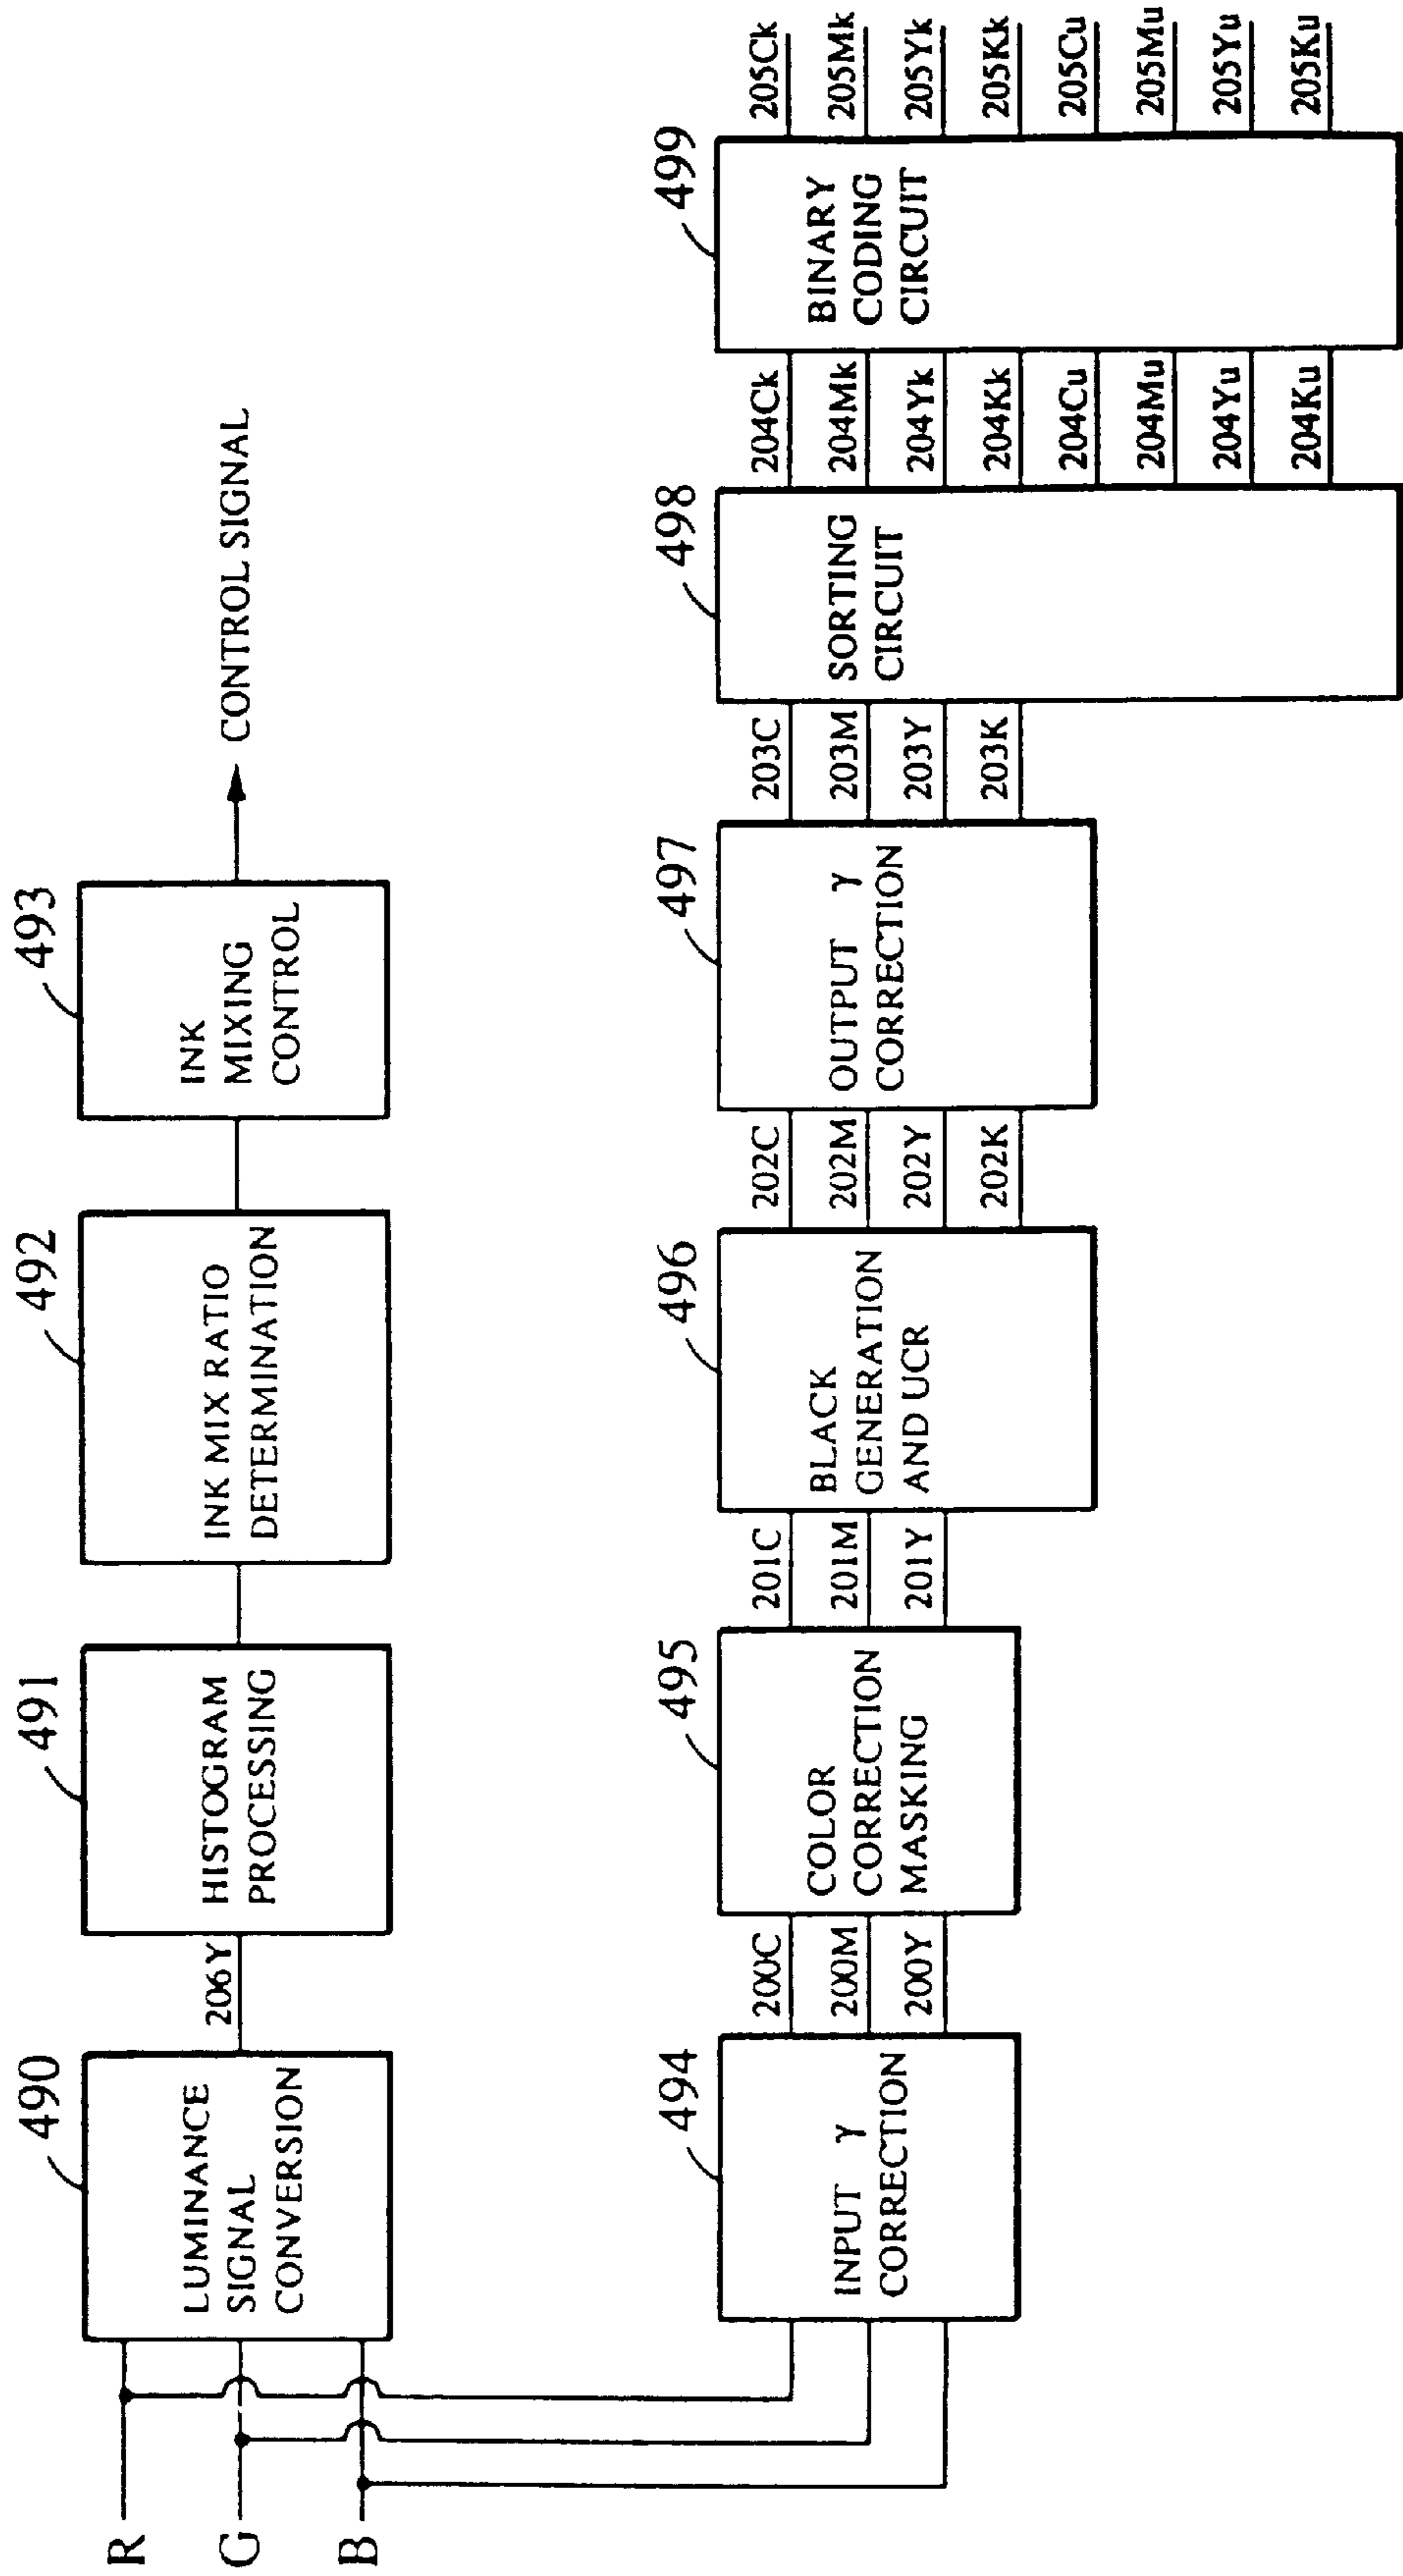 R
G
B
490
LUMINANCE
SIGNAL
CONVERSION
206Y
491
HISTOGRAM
PROCESSING
492
INK MIX RATIO
DETERMINATION
493
INK
MIXING
CONTROL
CONTROL SIGNAL
494
INPUT γ
CORRECTION
200C
200M
200Y
495
COLOR
CORRECTION
MASKING
201C
201M
201Y
496
BLACK
GENERATION
AND UCR
202C
202M
202Y
202K
497
OUTPUT γ
CORRECTION
203C
203M
203Y
203K
498
SORTING
CIRCUIT
204Ck
204Mk
204Yk
204Kk
204Cu
204Mu
204Yu
204Ku
499
BINARY
CODING
CIRCUIT
205Ck
205Mk
205Yk
205Kk
205Cu
205Mu
205Yu
205Ku